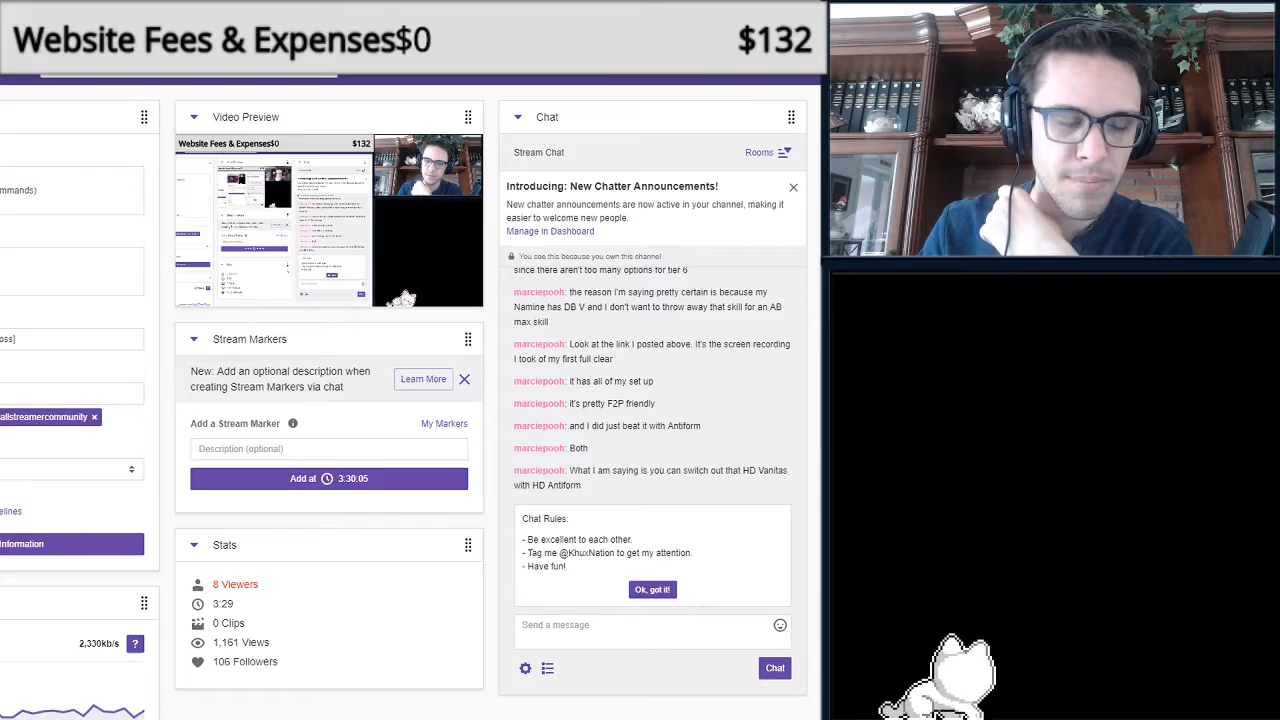 Website Fees & Expenses$0 $132
ommands)
oss]
allstreamercommunity ×
elines
Information
2,330kb/s ?
Video Preview
Website Fees & Expenses$0 $132
Stream Markers
New: Add an optional description when
creating Stream Markers via chat
Learn More
Add a Stream Marker
My Markers
Description (optional)
Add at 3:30:05
Stats
8 Viewers
3:29
0 Clips
1,161 Views
106 Followers
Chat
Stream Chat
Rooms
Introducing: New Chatter Announcements!
New chatter announcements are now active in your channel, making it
easier to welcome new people.
Manage in Dashboard
You see this because you own this channel!
since there aren't too many options for tier 6
marciepooh: the reason I'm saying pretty certain is because my
Namine has DB V and I don't want to throw away that skill for an AB
max skill
marciepooh: Look at the link I posted above. It's the screen recording
I took of my first full clear
marciepooh: it has all of my set up
marciepooh: it's pretty F2P friendly
marciepooh: and I did just beat it with Antiform
marciepooh: Both
marciepooh: What I am saying is you can switch out that HD Vanitas
with HD Antiform
Chat Rules:
- Be excellent to each other.
- Tag me @KhuxNation to get my attention.
- Have fun!
Ok, got it!
Send a message
Chat